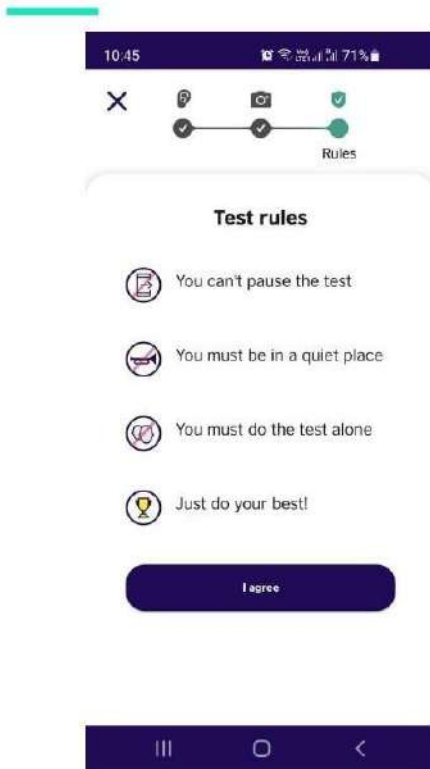 10:45
71%
Rules
Test rules
You can't pause the test
You must be in a quiet place
You must do the test alone
Just do your best!
I agree